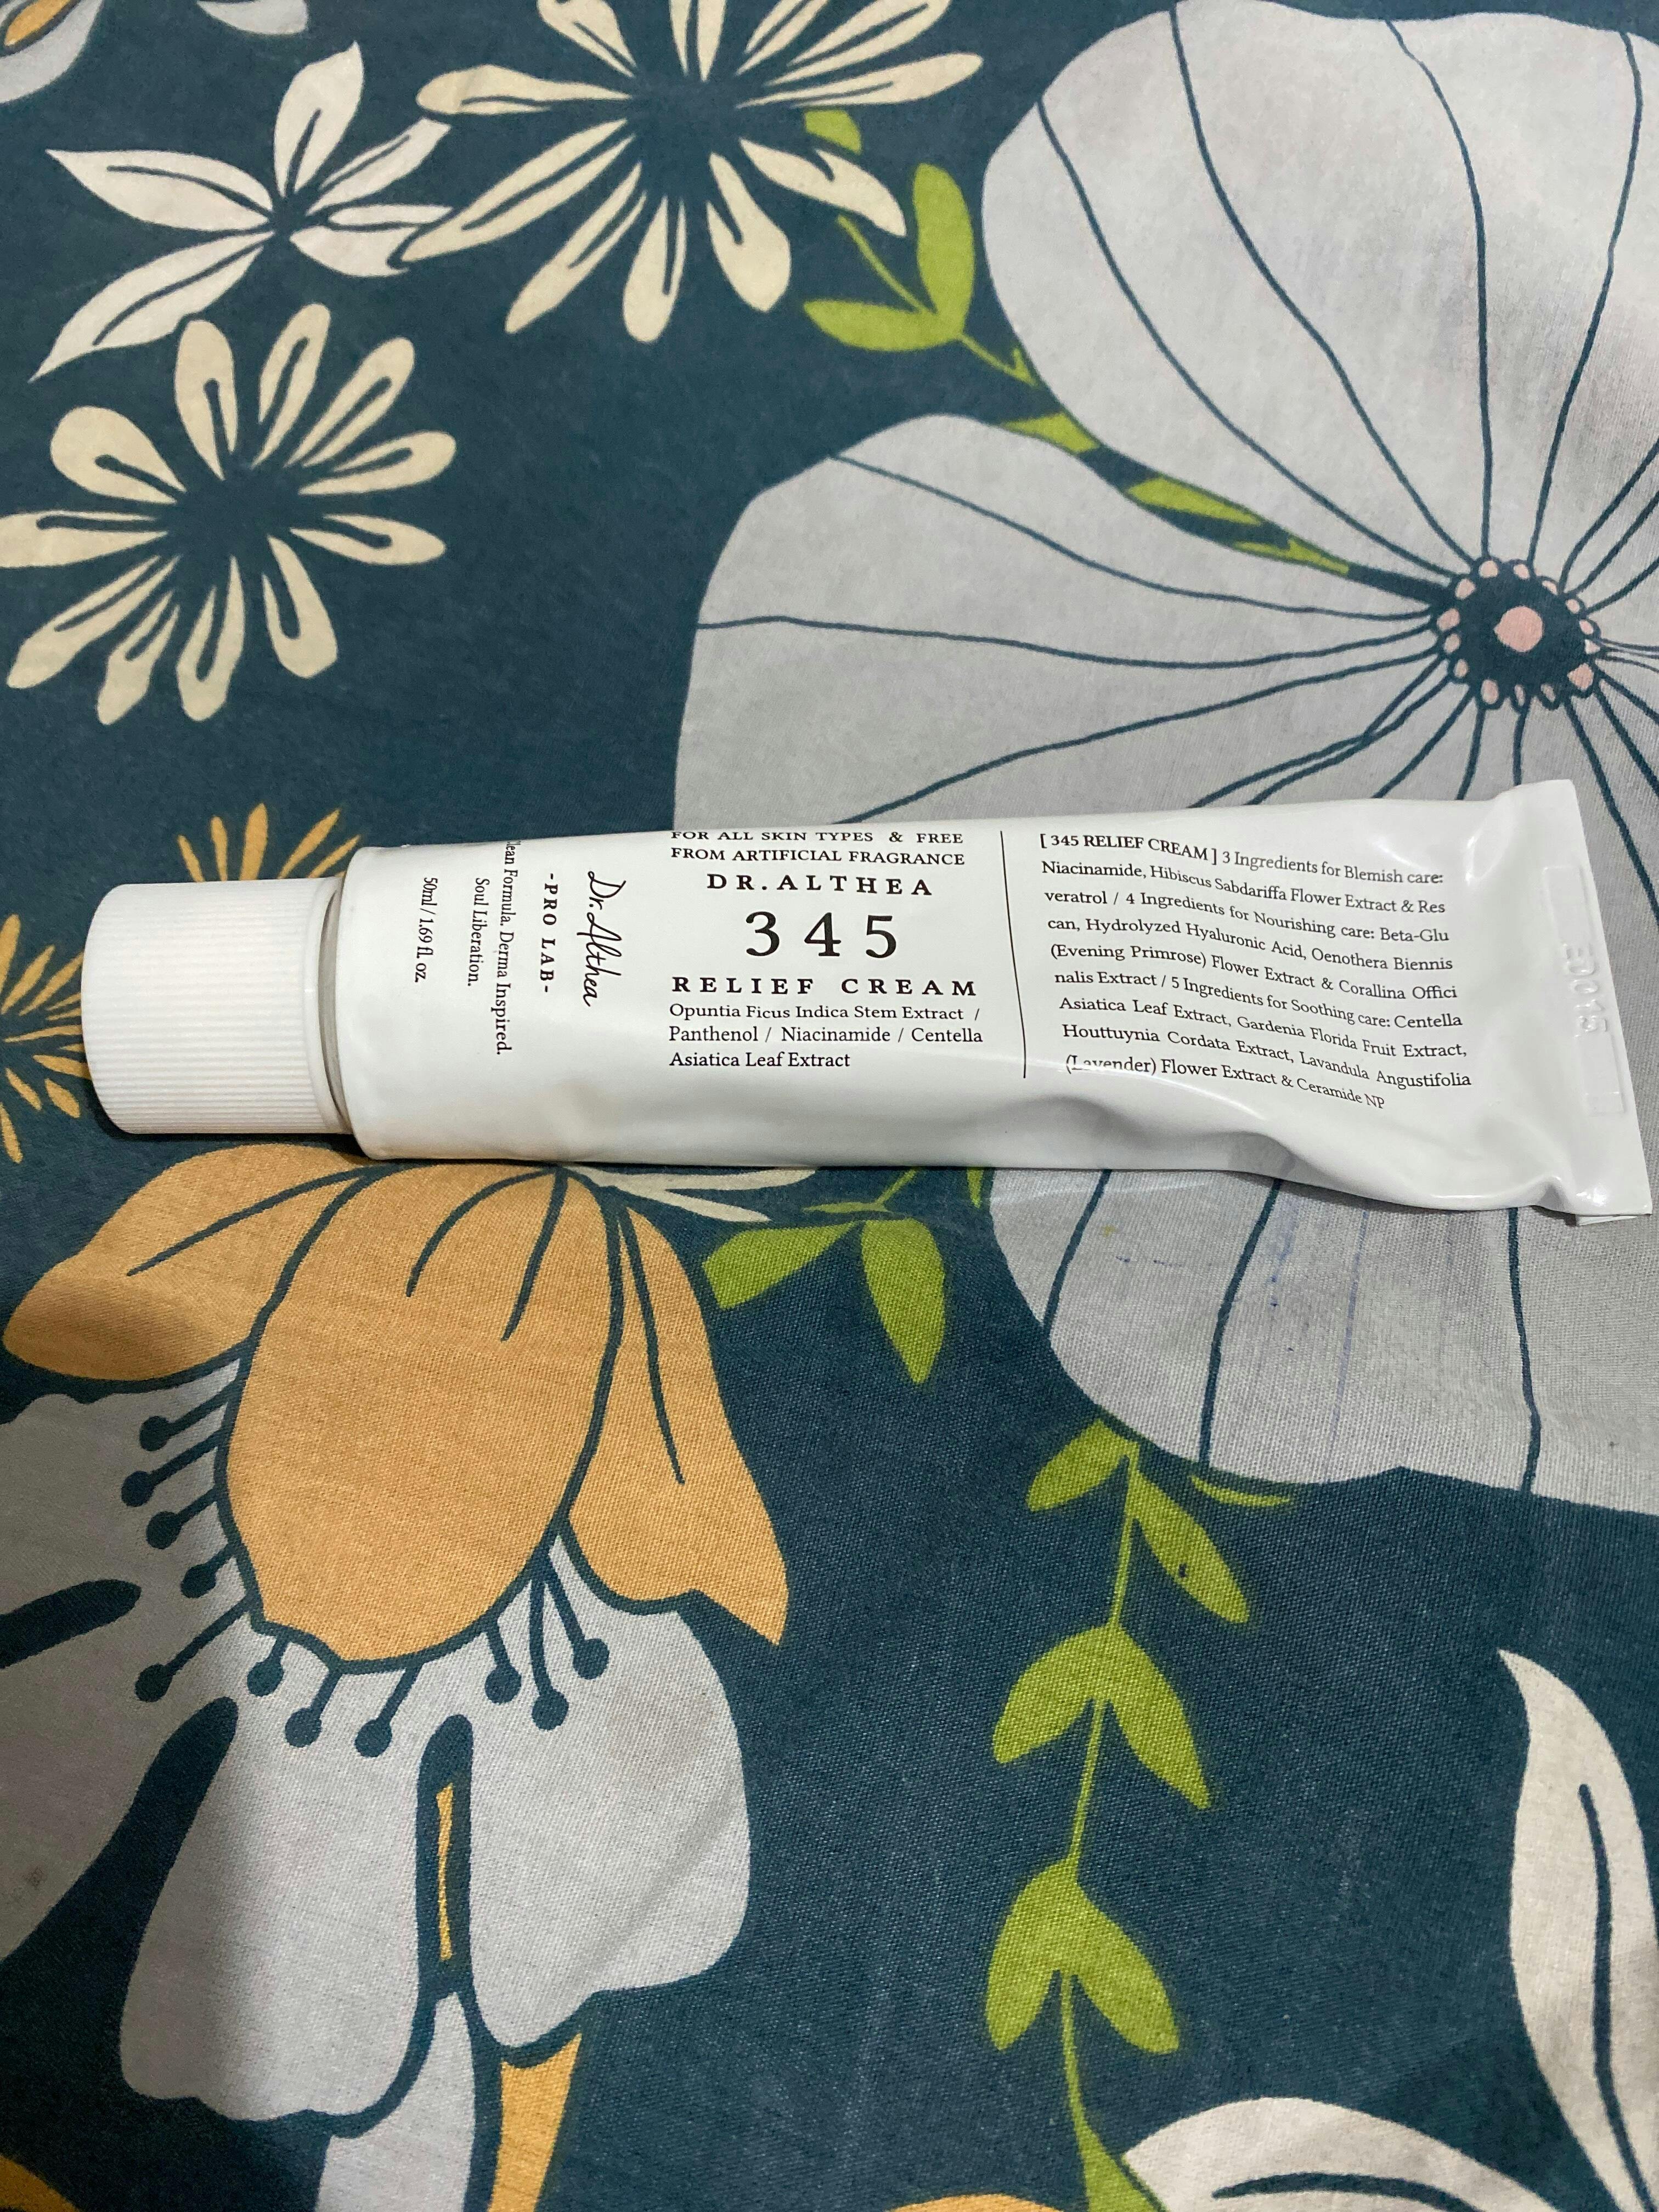 FOR ALL SKIN TYPES & FREE
FROM ARTIFICIAL FRAGRANCE
DR.ALTHEA
345
RELIEF CREAM
Opuntia Ficus Indica Stem Extract /
Panthenol / Niacinamide / Centella
Asiatica Leaf Extract
[ 345 RELIEF CREAM ] 3 Ingredients for Blemish care:
Niacinamide, Hibiscus Sabdariffa Flower Extract & Res
veratrol / 4 Ingredients for Nourishing care: Beta-Glu
can, Hydrolyzed Hyaluronic Acid, Oenothera Biennis
(Evening Primrose) Flower Extract & Corallina Offici
nalis Extract / 5 Ingredients for Soothing care: Centella
Asiatica Leaf Extract, Gardenia Florida Fruit Extract,
Houttuynia Cordata Extract, Lavandula Angustifolia
(Lavender) Flower Extract & Ceramide NP
Dr.Althea
-PRO LAB-
Formula. Derma Inspired.
Soul Liberation.
50ml / 1.69 fl oz.